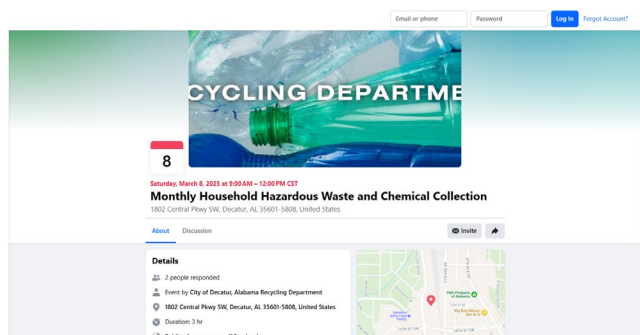 Email or phone
Password
Log In
Forgot Account?
CYCLING DEPARTME
8
Saturday, March 8, 2025 at 9:00 AM – 12:00 PM CST
Monthly Household Hazardous Waste and Chemical Collection
1802 Central Pkwy SW, Decatur, AL 35601-5808, United States
About
Discussion
Invite
Details
2 people responded
Event by City of Decatur, Alabama Recycling Department
1802 Central Pkwy SW, Decatur, AL 35601-5808, United States
Duration: 3 hr